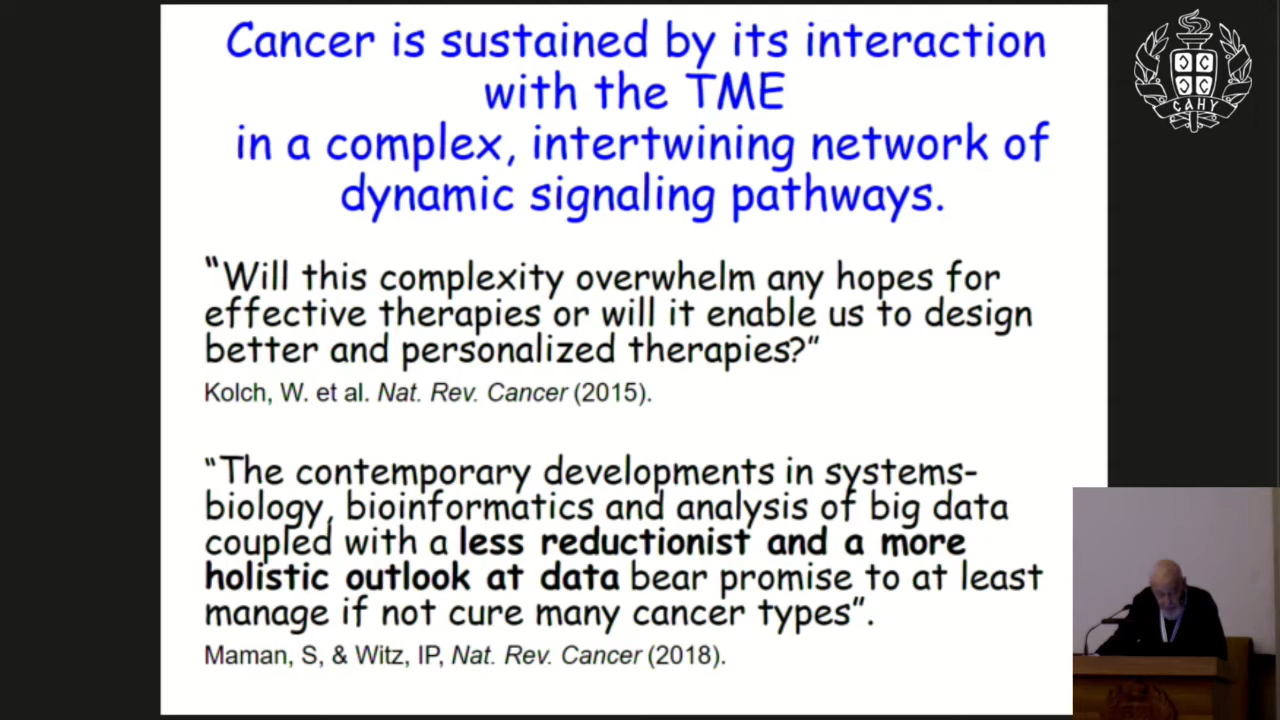 Cancer is sustained by its interaction
with the TME
in a complex, intertwining network of
dynamic signaling pathways.
“Will this complexity overwhelm any hopes for
effective therapies or will it enable us to design
better and personalized therapies?”
Kolch, W. et al. Nat. Rev. Cancer (2015).
“The contemporary developments in systems-
biology, bioinformatics and analysis of big data
coupled with a less reductionist and a more
holistic outlook at data bear promise to at least
manage if not cure many cancer types”.
Maman, S, & Witz, IP, Nat. Rev. Cancer (2018).
САНУ